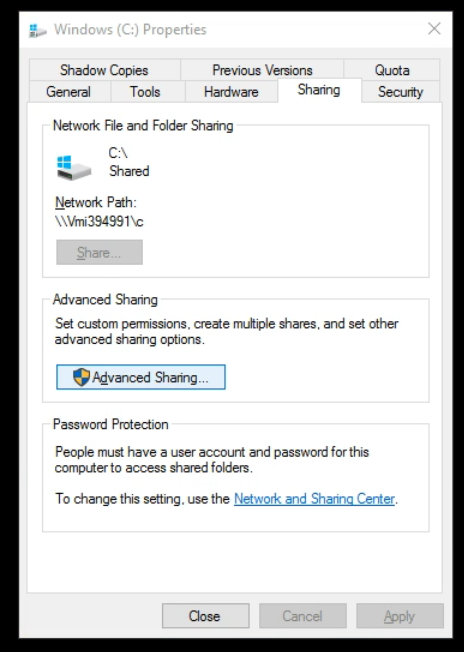 Windows (C:) Properties
Shadow Copies Previous Versions Quota
General Tools Hardware Sharing Security
Network File and Folder Sharing
C:\
Shared
Network Path:
\\Vmi394991\c
Share...
Advanced Sharing
Set custom permissions, create multiple shares, and set other
advanced sharing options.
Advanced Sharing...
Password Protection
People must have a user account and password for this
computer to access shared folders.
To change this setting, use the Network and Sharing Center.
Close Cancel Apply